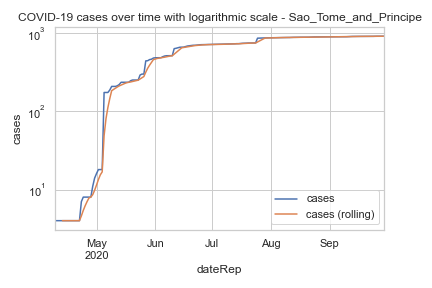 COVID-19 cases over time with logarithmic scale - Sao_Tome_and_Principe
10³
10²
10¹
cases
cases
cases (rolling)
May
2020
Jun
Jul
Aug
Sep
dateRep